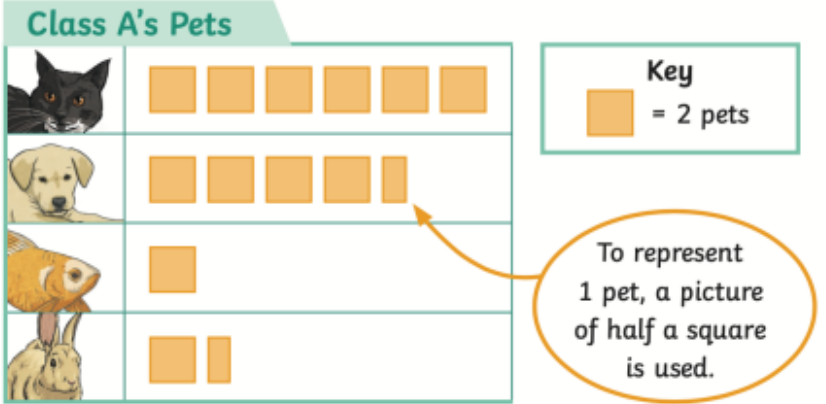 Class A's Pets
Key
= 2 pets
To represent
1 pet, a picture
of half a square
is used.